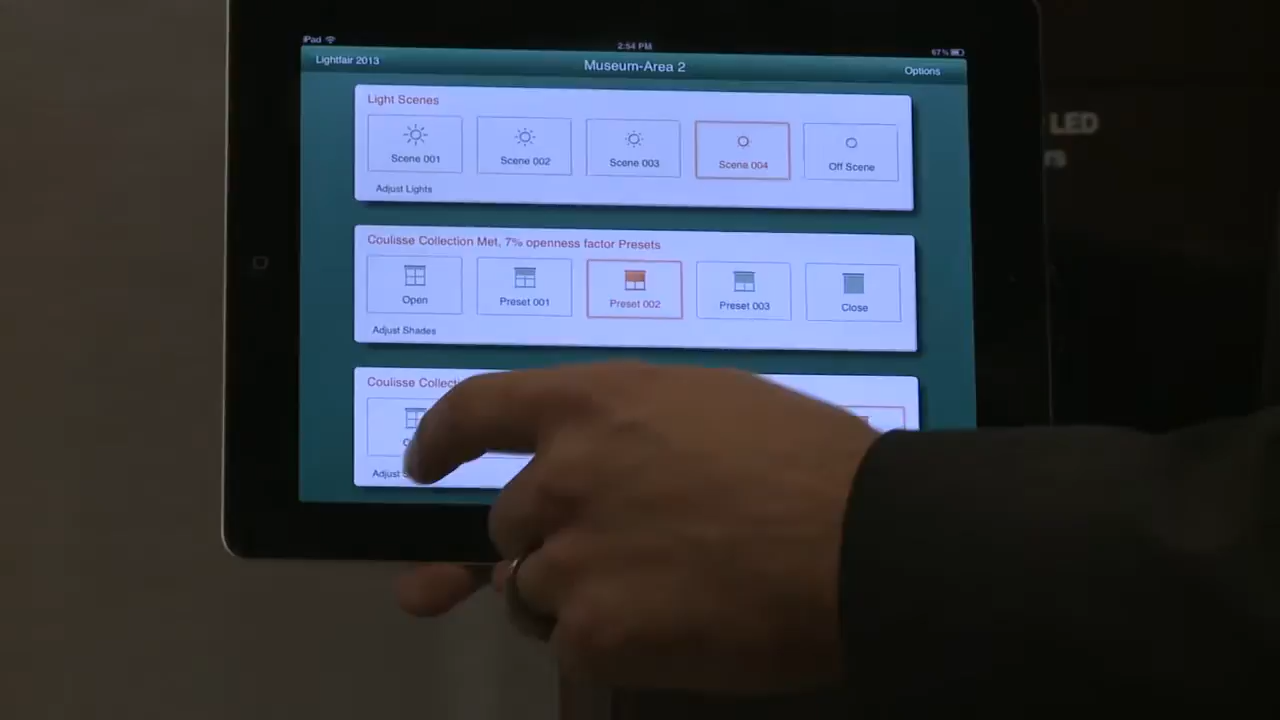 iPad
2:54 PM
67%
Lightfair 2013
Museum-Area 2
Options
LED
Light Scenes
Scene 001
Scene 002
Scene 003
Scene 004
Off Scene
Adjust Lights
Coulisse Collection Met, 7% openness factor Presets
Open
Preset 001
Preset 002
Preset 003
Close
Adjust Shades
Coulisse
Adjust